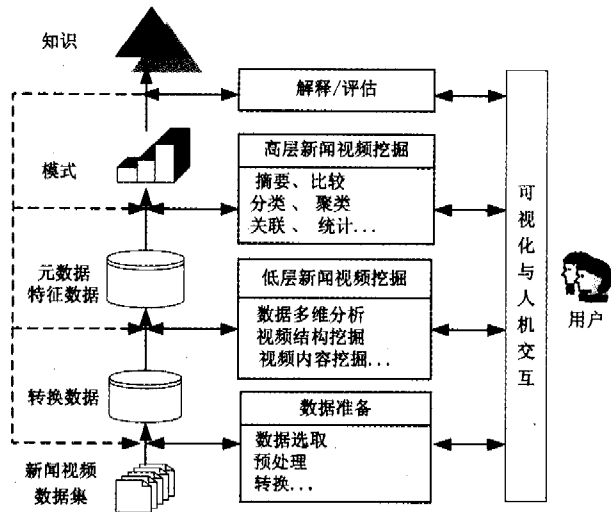 知识
解释/评估
高层新闻视频挖掘
模式
摘要、比较
分类、聚类
关联、统计...
可视化与人机交互
元数据
特征数据
低层新闻视频挖掘
数据多维分析
视频结构挖掘
视频内容挖掘...
用户
转换数据
数据准备
数据选取
预处理
转换...
新闻视频
数据集